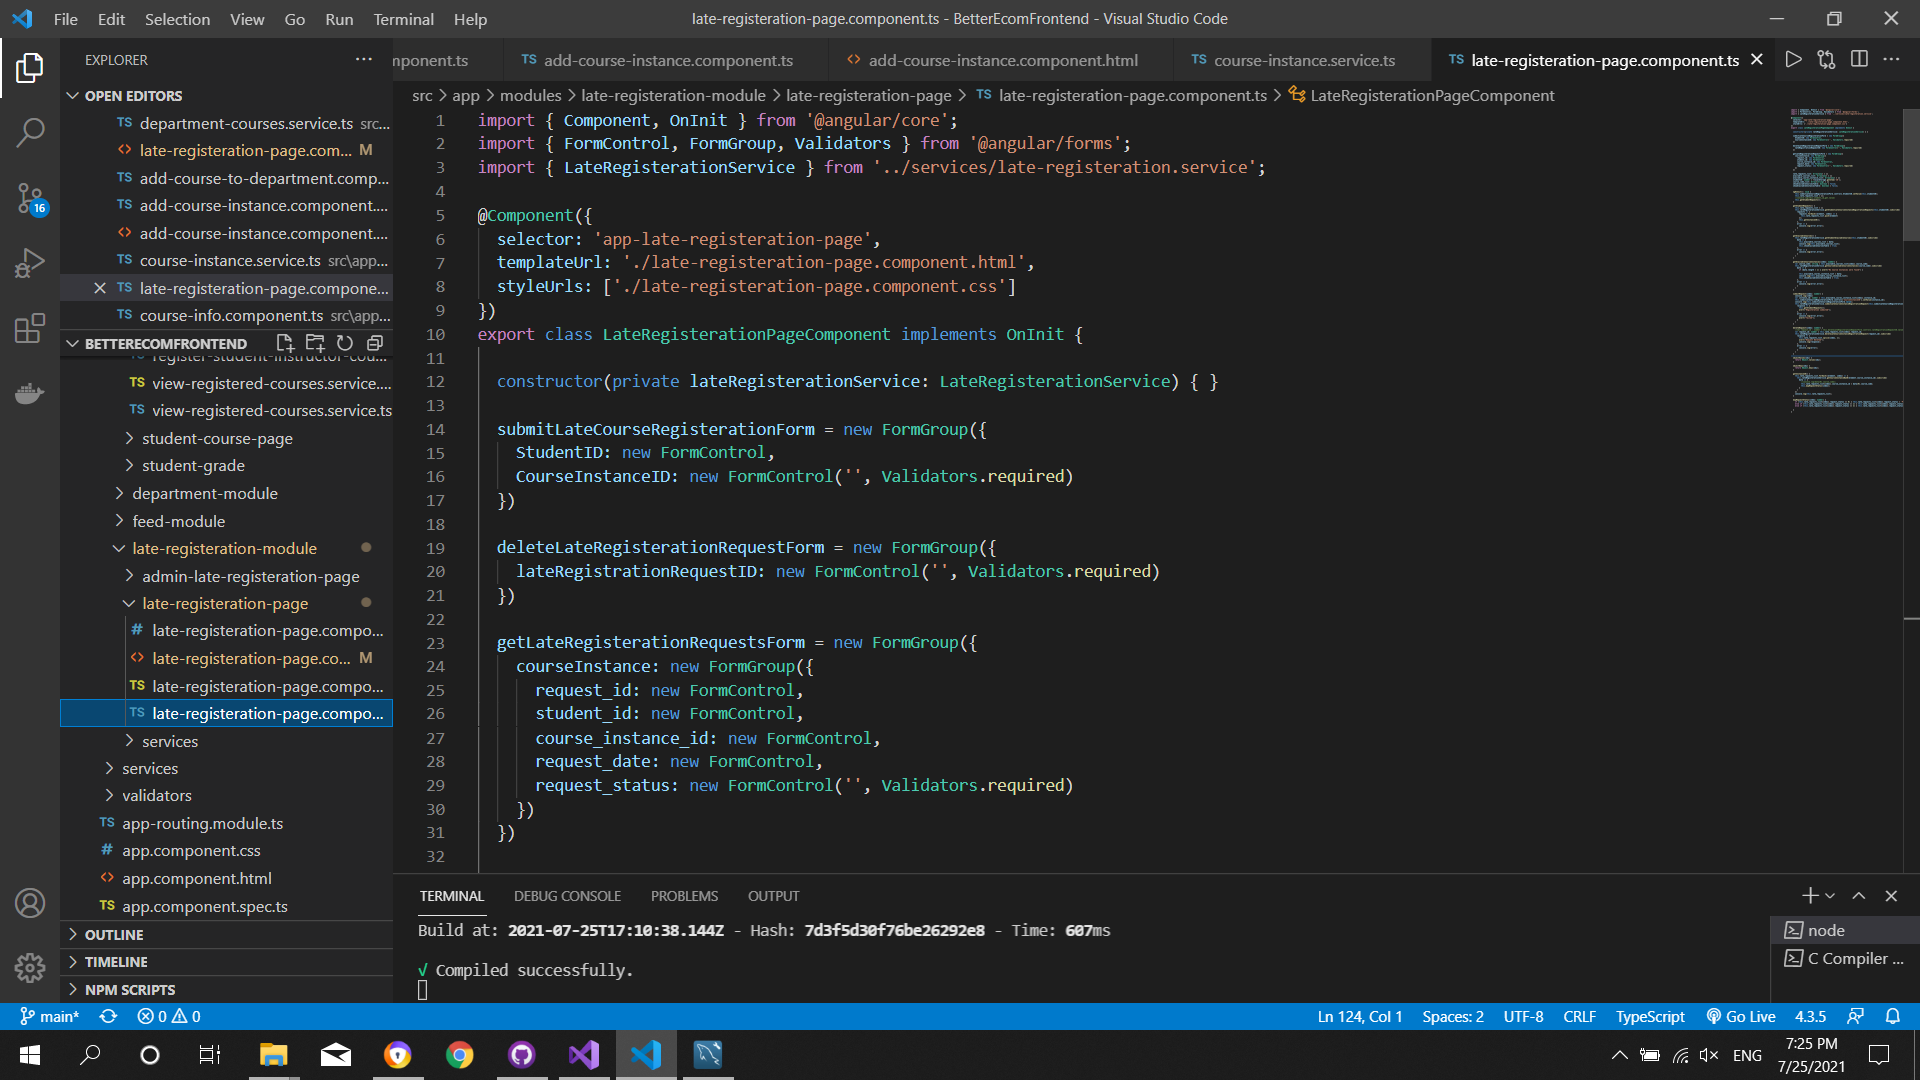 File Edit Selection View Go Run Terminal Help
late-registeration-page.component.ts - BetterEcomFrontend - Visual Studio Code
EXPLORER
mponent.ts
TS add-course-instance.component.ts
<> add-course-instance.component.html
TS course-instance.service.ts
TS late-registeration-page.component.ts
OPEN EDITORS
TS department-courses.service.ts src...
<> late-registeration-page.com... M
TS add-course-to-department.comp...
TS add-course-instance.component....
<> add-course-instance.component....
TS course-instance.service.ts src\app...
TS late-registeration-page.compone...
TS course-info.component.ts src\app...
BETTERECOMFRONTEND
TS register-student-instructor-cou...
TS view-registered-courses.service....
TS view-registered-courses.service.ts
student-course-page
student-grade
department-module
feed-module
late-registeration-module
admin-late-registeration-page
late-registeration-page
# late-registeration-page.compo...
<> late-registeration-page.co... M
TS late-registeration-page.compo...
TS late-registeration-page.compo...
services
services
validators
TS app-routing.module.ts
# app.component.css
<> app.component.html
TS app.component.spec.ts
OUTLINE
TIMELINE
NPM SCRIPTS
16
src > app > modules > late-registeration-module > late-registeration-page > TS late-registeration-page.component.ts > LateRegisterationPageComponent
1 import { Component, OnInit } from '@angular/core';
2 import { FormControl, FormGroup, Validators } from '@angular/forms';
3 import { LateRegisterationService } from '../services/late-registeration.service';
4
5 @Component({
6 selector: 'app-late-registeration-page',
7 templateUrl: './late-registeration-page.component.html',
8 styleUrls: ['./late-registeration-page.component.css']
9 })
10 export class LateRegisterationPageComponent implements OnInit {
11
12 constructor(private lateRegisterationService: LateRegisterationService) { }
13
14 submitLateCourseRegisterationForm = new FormGroup({
15 StudentID: new FormControl,
16 CourseInstanceID: new FormControl('', Validators.required)
17 })
18
19 deleteLateRegisterationRequestForm = new FormGroup({
20 lateRegistrationRequestID: new FormControl('', Validators.required)
21 })
22
23 getLateRegisterationRequestsForm = new FormGroup({
24 courseInstance: new FormGroup({
25 request_id: new FormControl,
26 student_id: new FormControl,
27 course_instance_id: new FormControl,
28 request_date: new FormControl,
29 request_status: new FormControl('', Validators.required)
30 })
31 })
32
TERMINAL DEBUG CONSOLE PROBLEMS OUTPUT
Build at: 2021-07-25T17:10:38.144Z - Hash: 7d3f5d30f76be26292e8 - Time: 607ms
√ Compiled successfully.
node
C Compiler ...
main* 0 0
Ln 124, Col 1 Spaces: 2 UTF-8 CRLF TypeScript Go Live 4.3.5
ENG
7:25 PM
7/25/2021